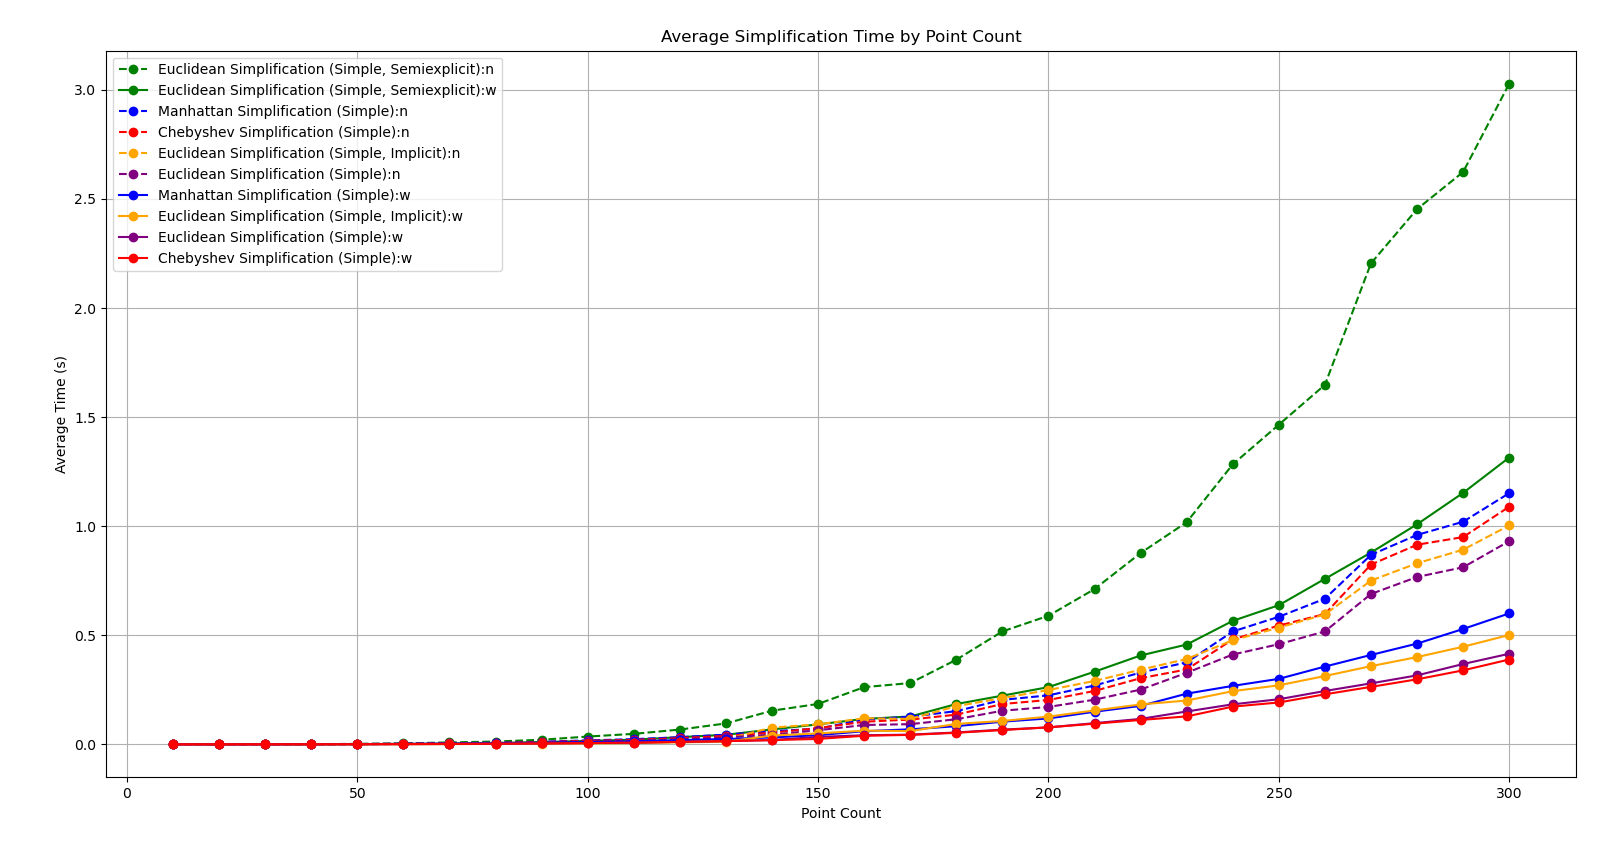 Average Simplification Time by Point Count
Euclidean Simplification (Simple, Semiexplicit):n
Euclidean Simplification (Simple, Semiexplicit):w
Manhattan Simplification (Simple):n
Chebyshev Simplification (Simple):n
Euclidean Simplification (Simple, Implicit):n
Euclidean Simplification (Simple):n
Manhattan Simplification (Simple):w
Euclidean Simplification (Simple, Implicit):w
Euclidean Simplification (Simple):w
Chebyshev Simplification (Simple):w
Average Time (s)
3.0
2.5
2.0
1.5
1.0
0.5
0.0
0 50 100 150 200 250 300
Point Count